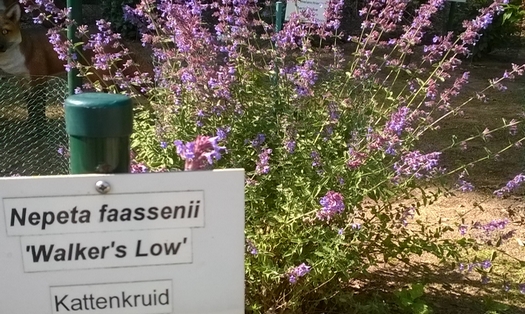 Nepeta faassenii
'Walker's Low'
Kattenkruid